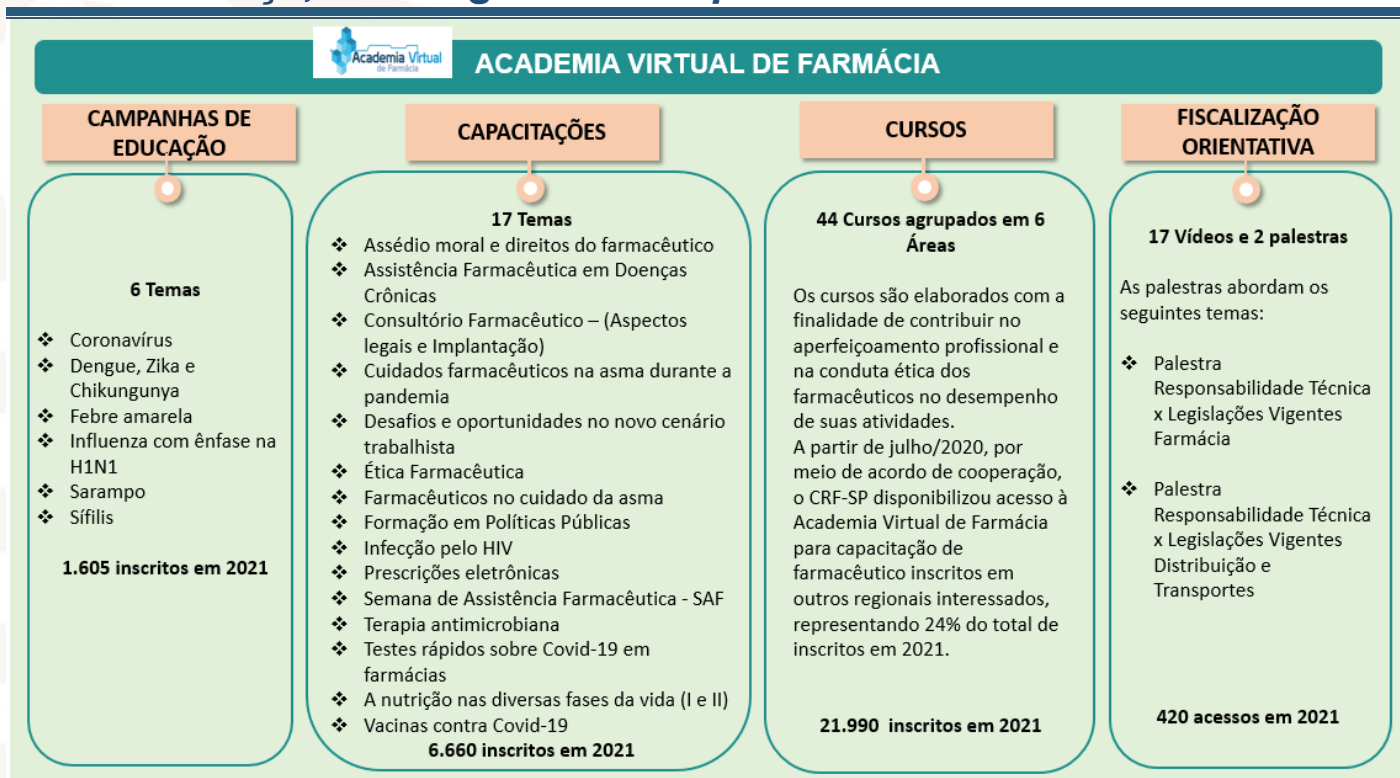 Academia Virtual
de Farmácia
ACADEMIA VIRTUAL DE FARMÁCIA
CAMPANHAS DE
EDUCAÇÃO
6 Temas
❖ Coronavírus
❖ Dengue, Zika e
Chikungunya
❖ Febre amarela
❖ Influenza com ênfase na
H1N1
❖ Sarampo
❖ Sífilis
1.605 inscritos em 2021
CAPACITAÇÕES
17 Temas
❖ Assédio moral e direitos do farmacêutico
❖ Assistência Farmacêutica em Doenças
Crônicas
❖ Consultório Farmacêutico – (Aspectos
legais e Implantação)
❖ Cuidados farmacêuticos na asma durante a
pandemia
❖ Desafios e oportunidades no novo cenário
trabalhista
❖ Ética Farmacêutica
❖ Farmacêuticos no cuidado da asma
❖ Formação em Políticas Públicas
❖ Infecção pelo HIV
❖ Prescrições eletrônicas
❖ Semana de Assistência Farmacêutica - SAF
❖ Terapia antimicrobiana
❖ Testes rápidos sobre Covid-19 em
farmácias
❖ A nutrição nas diversas fases da vida (I e II)
❖ Vacinas contra Covid-19
6.660 inscritos em 2021
CURSOS
44 Cursos agrupados em 6
Áreas
Os cursos são elaborados com a
finalidade de contribuir no
aperfeiçoamento profissional e
na conduta ética dos
farmacêuticos no desempenho
de suas atividades.
A partir de julho/2020, por
meio de acordo de cooperação,
o CRF-SP disponibilizou acesso à
Academia Virtual de Farmácia
para capacitação de
farmacêutico inscritos em
outros regionais interessados,
representando 24% do total de
inscritos em 2021.
21.990 inscritos em 2021
FISCALIZAÇÃO
ORIENTATIVA
17 Vídeos e 2 palestras
As palestras abordam os
seguintes temas:
❖ Palestra
Responsabilidade Técnica
x Legislações Vigentes
Farmácia
❖ Palestra
Responsabilidade Técnica
x Legislações Vigentes
Distribuição e
Transportes
420 acessos em 2021